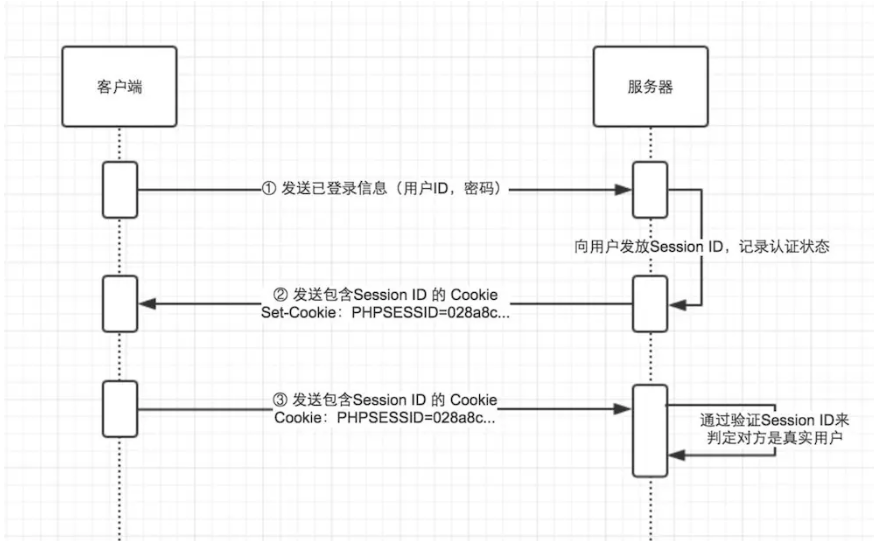 客户端
服务器
① 发送已登录信息（用户ID，密码）
向用户发放Session ID，记录认证状态
② 发送包含Session ID 的 Cookie
Set-Cookie：PHPSESSID=028a8c...
③ 发送包含Session ID 的 Cookie
Cookie：PHPSESSID=028a8c...
通过验证Session ID来
判定对方是真实用户